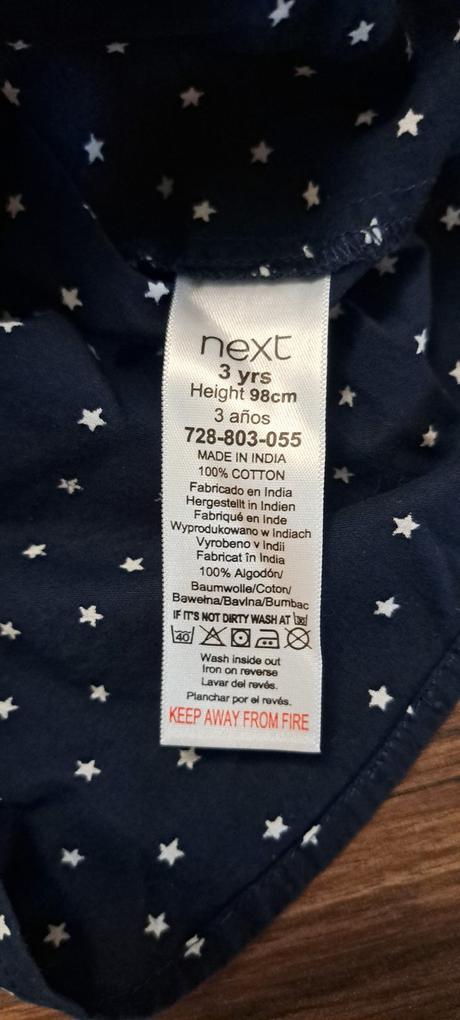 next
3 yrs
Height 98cm
3 años
728-803-055
MADE IN INDIA
100% COTTON
Fabricado en India
Hergestellt in Indien
Fabriqué en Inde
Wyprodukowano w Indiach
Vyrobeno v Indii
Fabricat în India
100% Algodón/
Baumwolle/Coton/
Bawełna/Bavlna/Bumbac
IF IT'S NOT DIRTY WASH AT 30
40
Wash inside out
Iron on reverse
Lavar del revés.
Planchar por el revés.
KEEP AWAY FROM FIRE